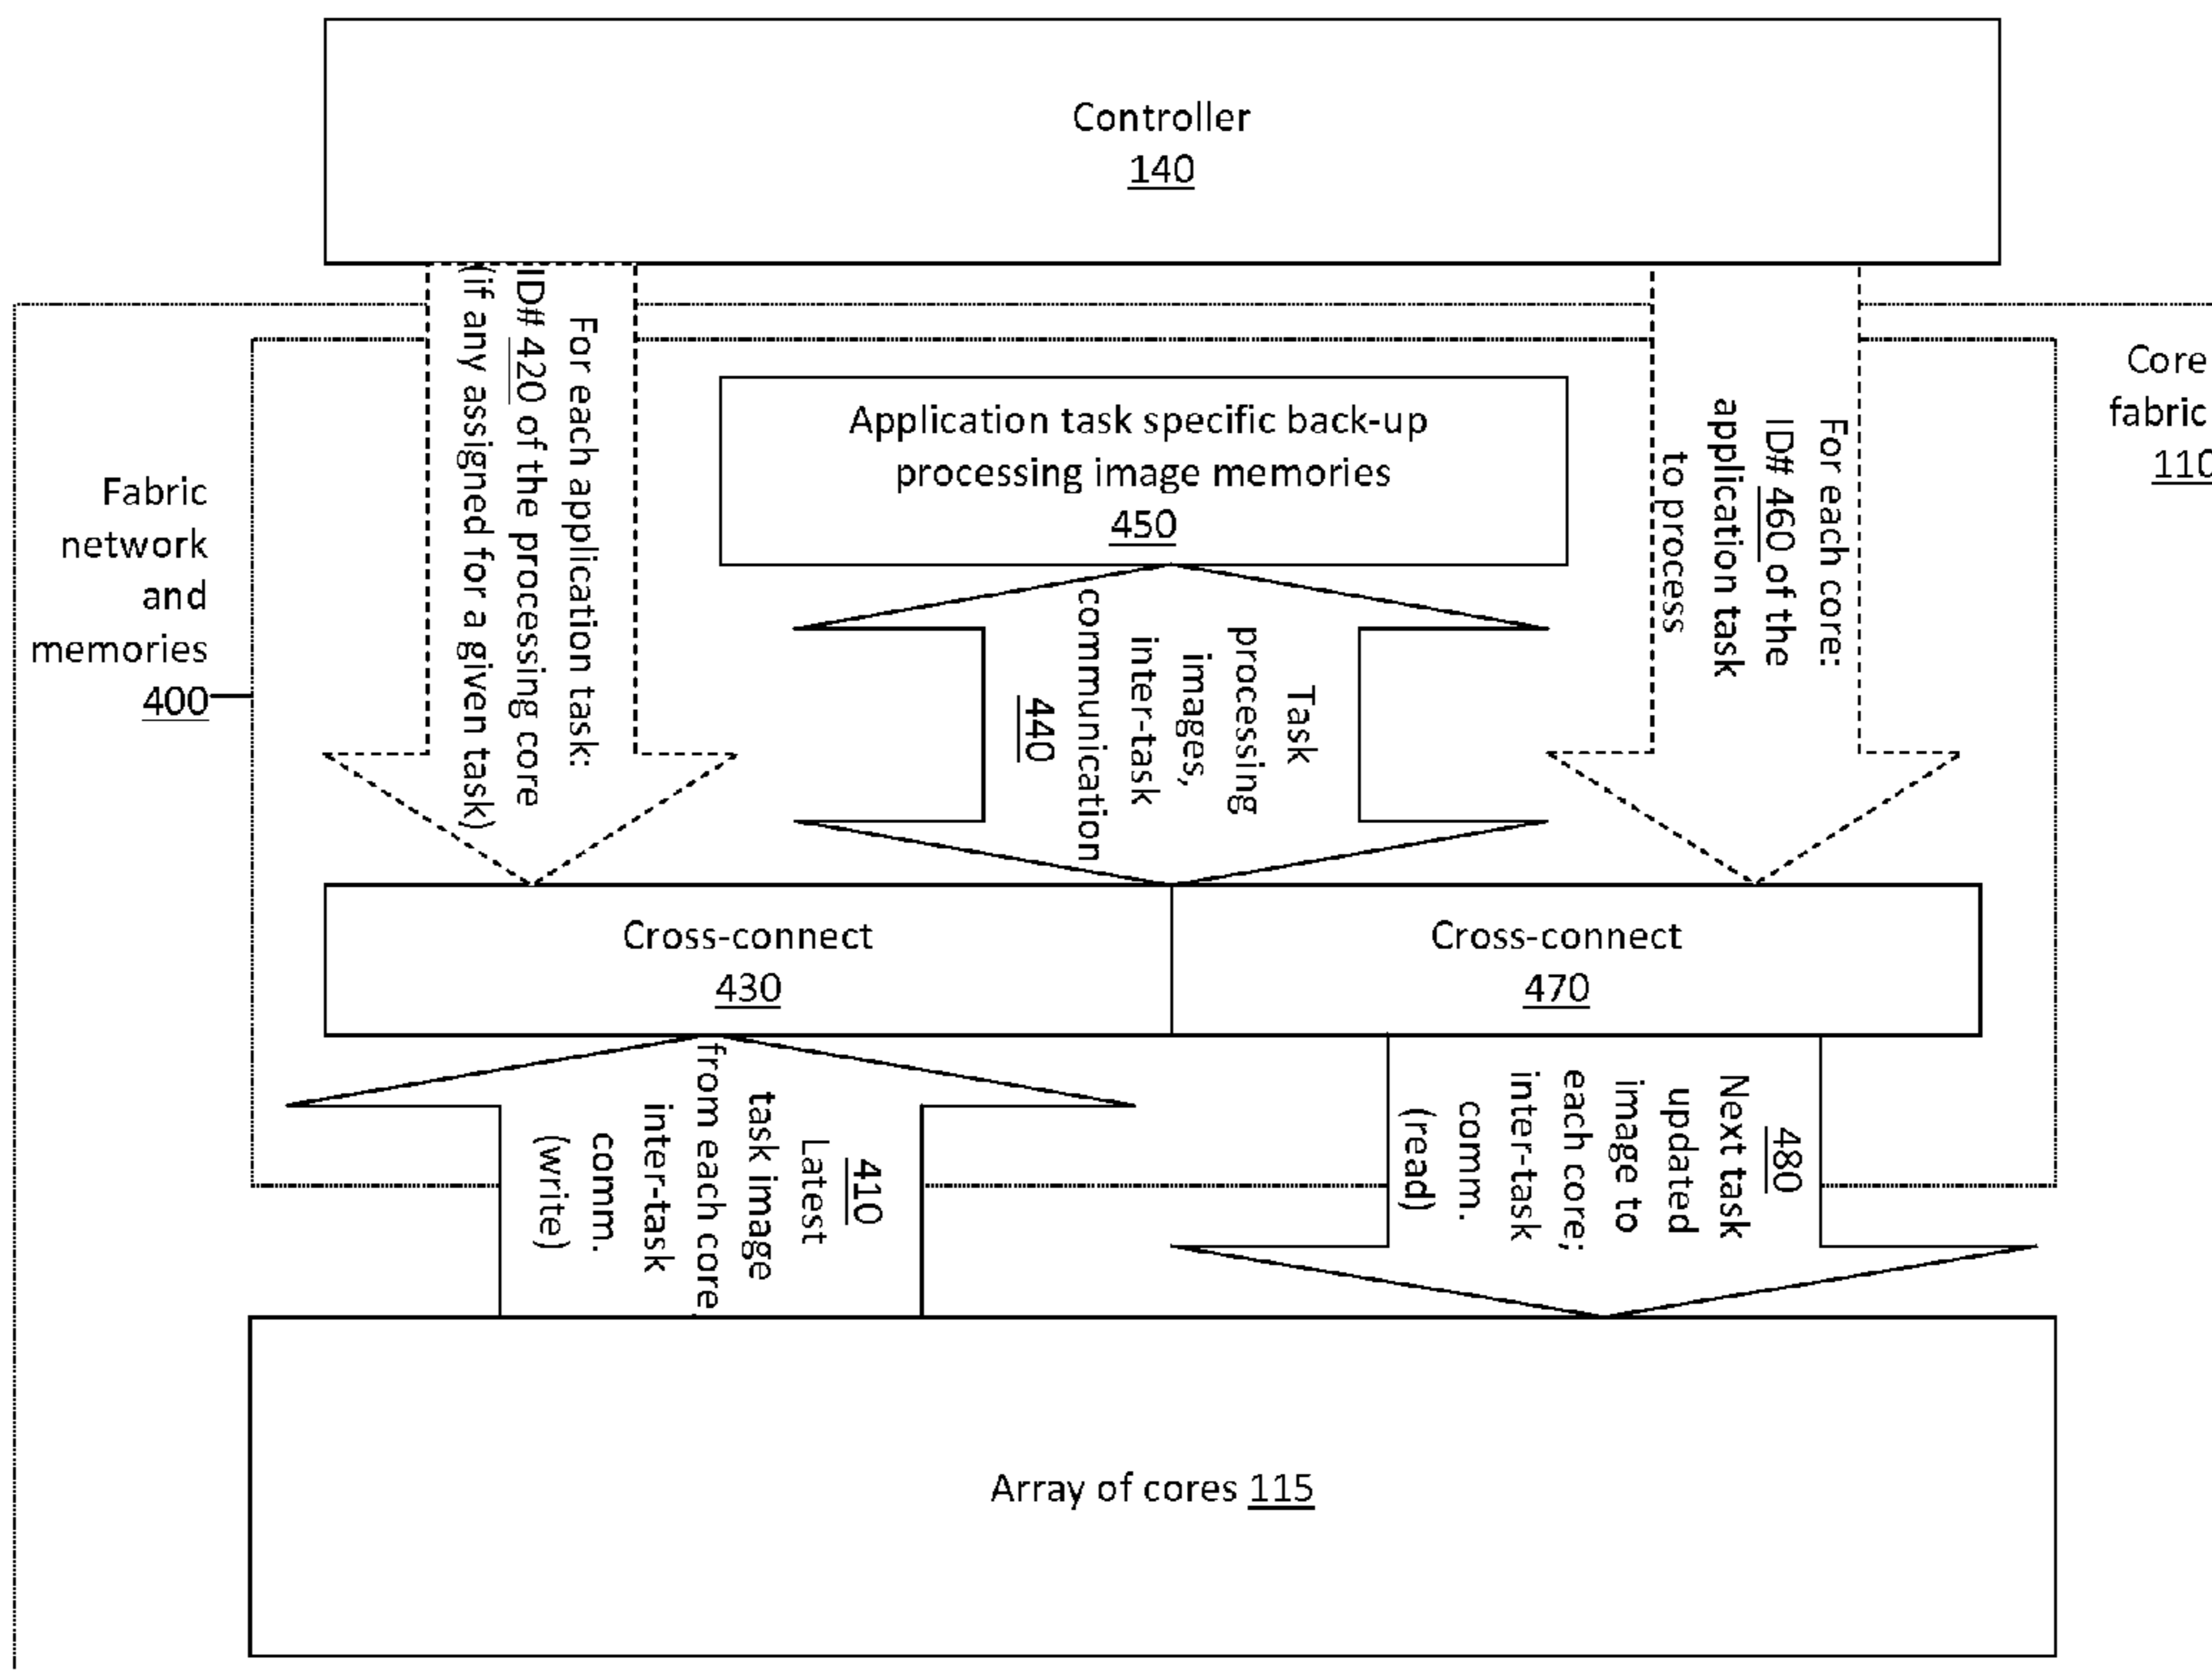 Controller
140
For each application task:
ID# 420 of the processing core
(if any assigned for a given task)
For each core:
ID# 460 of the
application task
to process
Core
fabric
110
Application task specific back-up
processing image memories
450
Fabric
network
and
memories
400
Task
processing
images,
inter-task
communication
440
Cross-connect
430
Cross-connect
470
410
Latest
task image
from each core
inter-task
comm.
(write)
480
Next task
updated
image to
each core;
inter-task
comm.
(read)
Array of cores 115